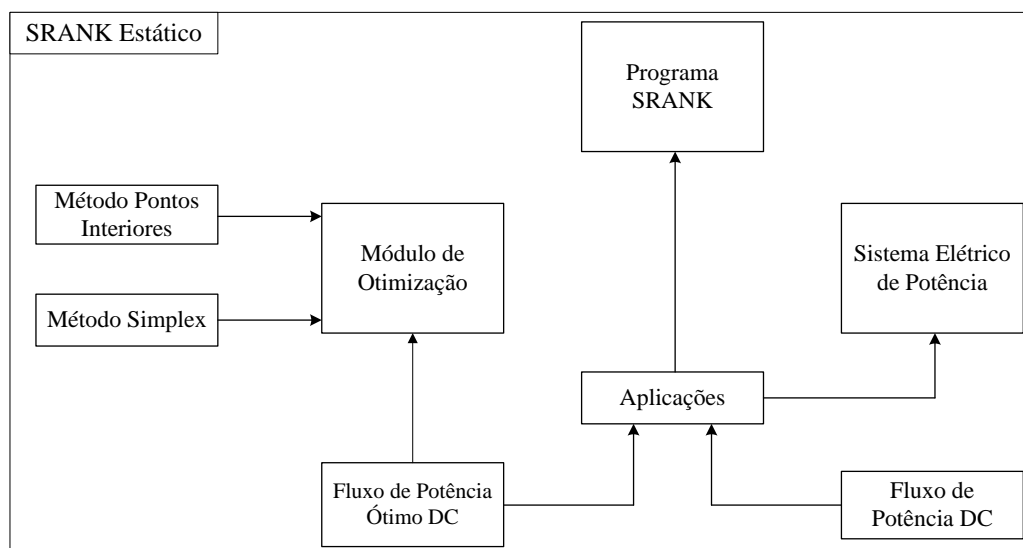 SRANK Estático
Programa
SRANK
Método Pontos
Interiores
Módulo de
Otimização
Sistema Elétrico
de Potência
Método Simplex
Aplicações
Fluxo de Potência
Ótimo DC
Fluxo de
Potência DC